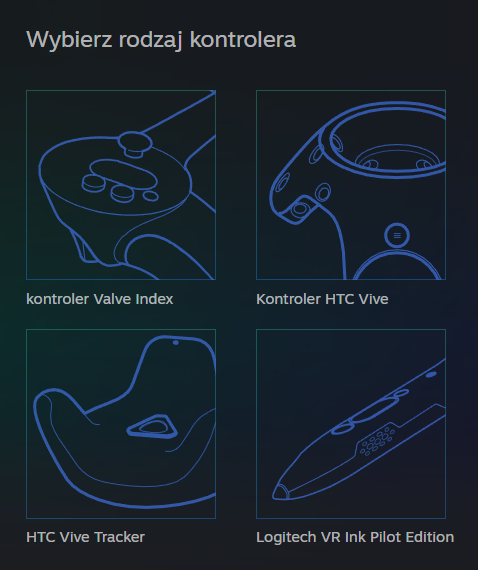 Wybierz rodzaj kontrolera
kontroler Valve Index
Kontroler HTC Vive
HTC Vive Tracker
Logitech VR Ink Pilot Edition